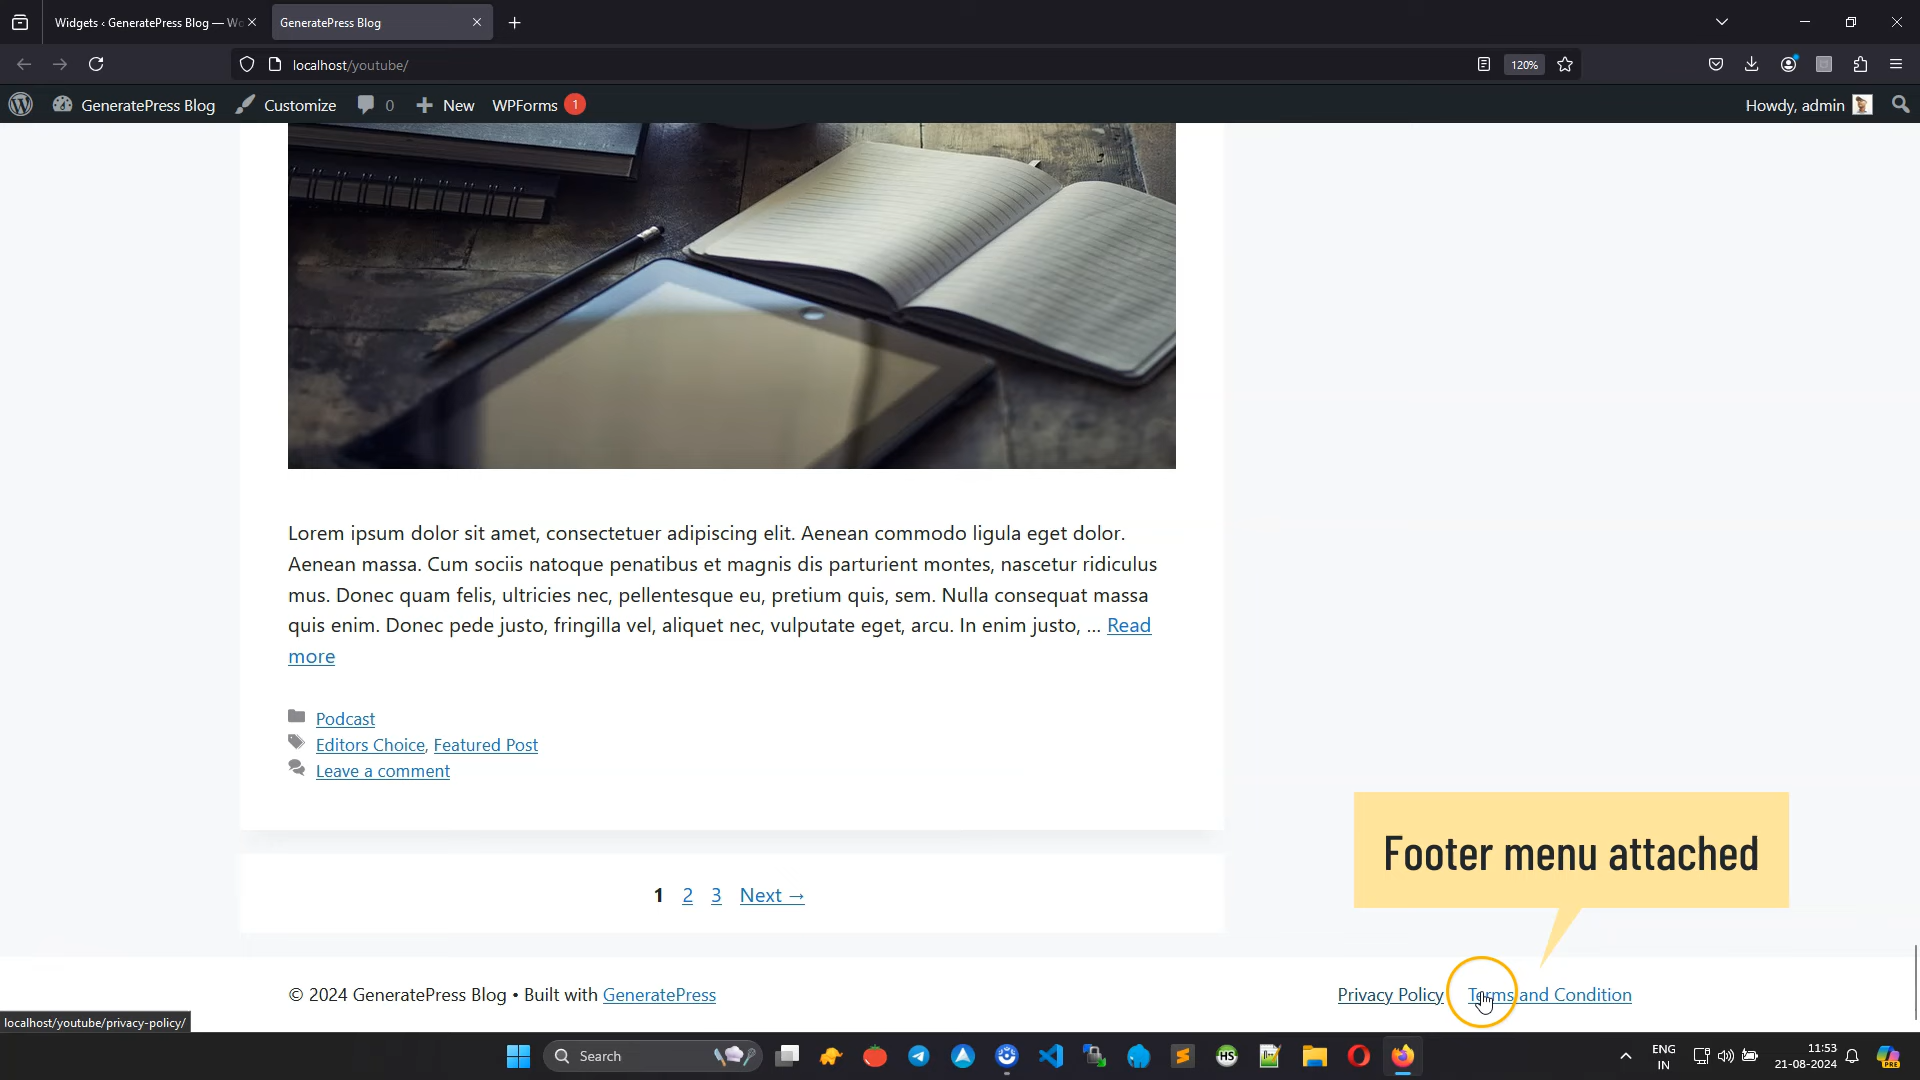 Widgets ‹ GeneratePress Blog — Wo
GeneratePress Blog
localhost/youtube/
120%
GeneratePress Blog
Customize
0
New
WPForms 1
Howdy, admin
Lorem ipsum dolor sit amet, consectetuer adipiscing elit. Aenean commodo ligula eget dolor.
Aenean massa. Cum sociis natoque penatibus et magnis dis parturient montes, nascetur ridiculus
mus. Donec quam felis, ultricies nec, pellentesque eu, pretium quis, sem. Nulla consequat massa
quis enim. Donec pede justo, fringilla vel, aliquet nec, vulputate eget, arcu. In enim justo, ... Read
more
Podcast
Editors Choice, Featured Post
Leave a comment
Footer menu attached
1 2 3 Next →
© 2024 GeneratePress Blog • Built with GeneratePress
Privacy Policy
Terms and Condition
localhost/youtube/privacy-policy/
Search
HS
ENG
IN
11:53
21-08-2024
PRE